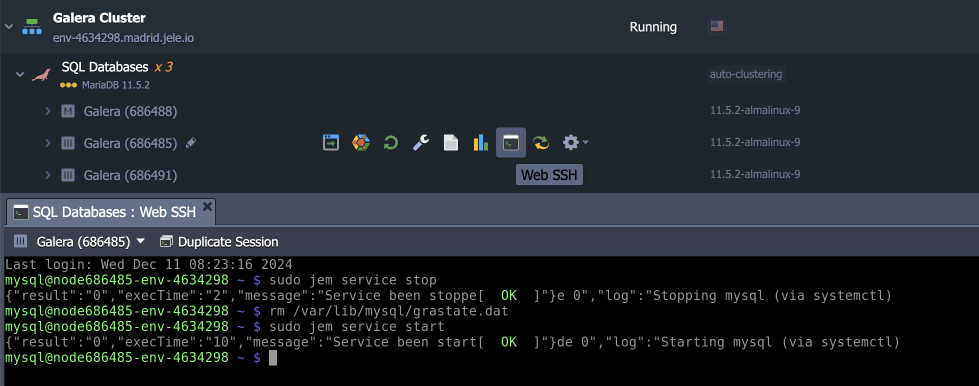 Galera Cluster
env-4634298.madrid.jele.io
Running
SQL Databases x 3
MariaDB 11.5.2
auto-clustering
M Galera (686488)
11.5.2-almalinux-9
Galera (686485)
11.5.2-almalinux-9
Galera (686491)
11.5.2-almalinux-9
Web SSH
SQL Databases : Web SSH
Galera (686485) Duplicate Session
Last login: Wed Dec 11 08:23:16 2024
mysql@node686485-env-4634298 ~ $ sudo jem service stop
{"result":"0","execTime":"2","message":"Service been stoppe[  OK  ]"}e 0","log":"Stopping mysql (via systemctl)
mysql@node686485-env-4634298 ~ $ rm /var/lib/mysql/grastate.dat
mysql@node686485-env-4634298 ~ $ sudo jem service start
{"result":"0","execTime":"10","message":"Service been start[  OK  ]"}de 0","log":"Starting mysql (via systemctl)
mysql@node686485-env-4634298 ~ $